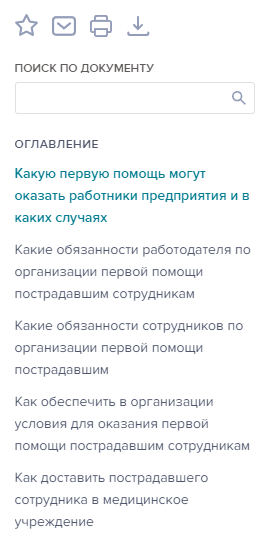 ПОИСК ПО ДОКУМЕНТУ
ОГЛАВЛЕНИЕ
Какую первую помощь могут
оказать работники предприятия и в
каких случаях
Какие обязанности работодателя по
организации первой помощи
пострадавшим сотрудникам
Какие обязанности сотрудников по
организации первой помощи
пострадавшим
Как обеспечить в организации
условия для оказания первой
помощи пострадавшим сотрудникам
Как доставить пострадавшего
сотрудника в медицинское
учреждение